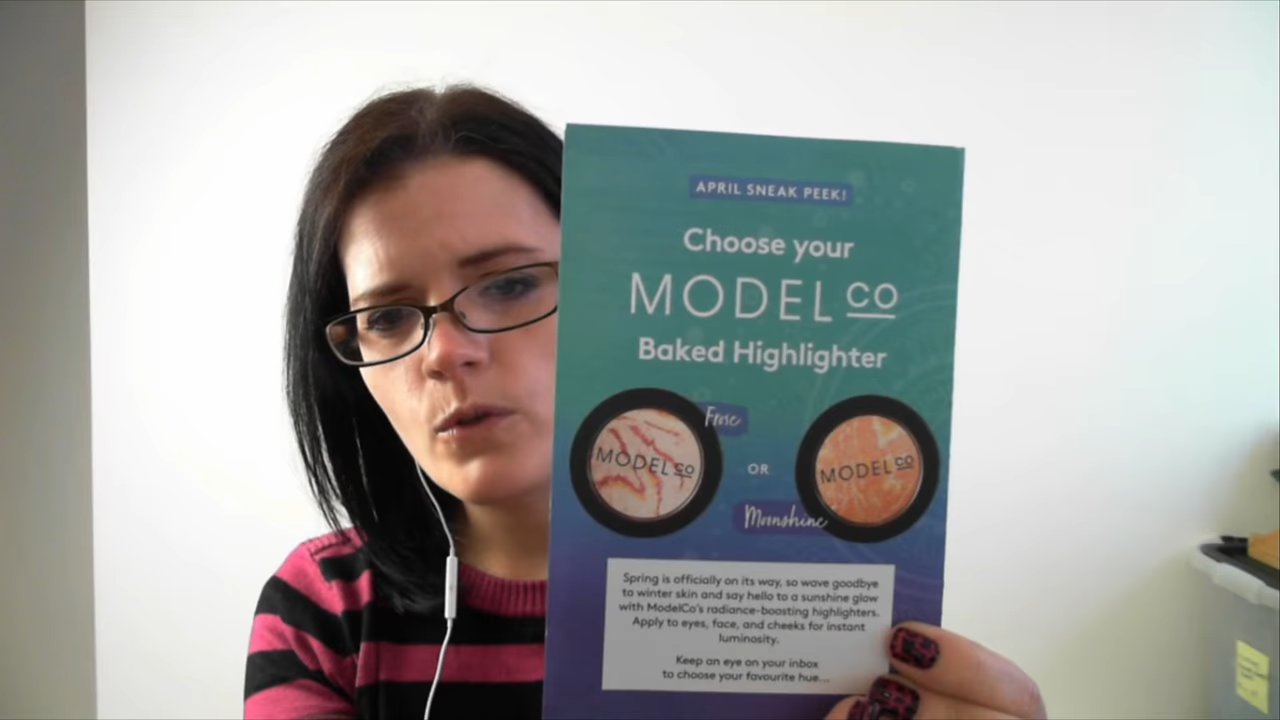 APRIL SNEAK PEEK!
Choose your
MODEL CO
Baked Highlighter
Frose
MODEL CO
OR
MODEL CO
Moonshine
Spring is officially on its way, so wave goodbye
to winter skin and say hello to a sunshine glow
with ModelCo's radiance-boosting highlighters.
Apply to eyes, face, and cheeks for instant
luminosity.
Keep an eye on your inbox
to choose your favourite hue...